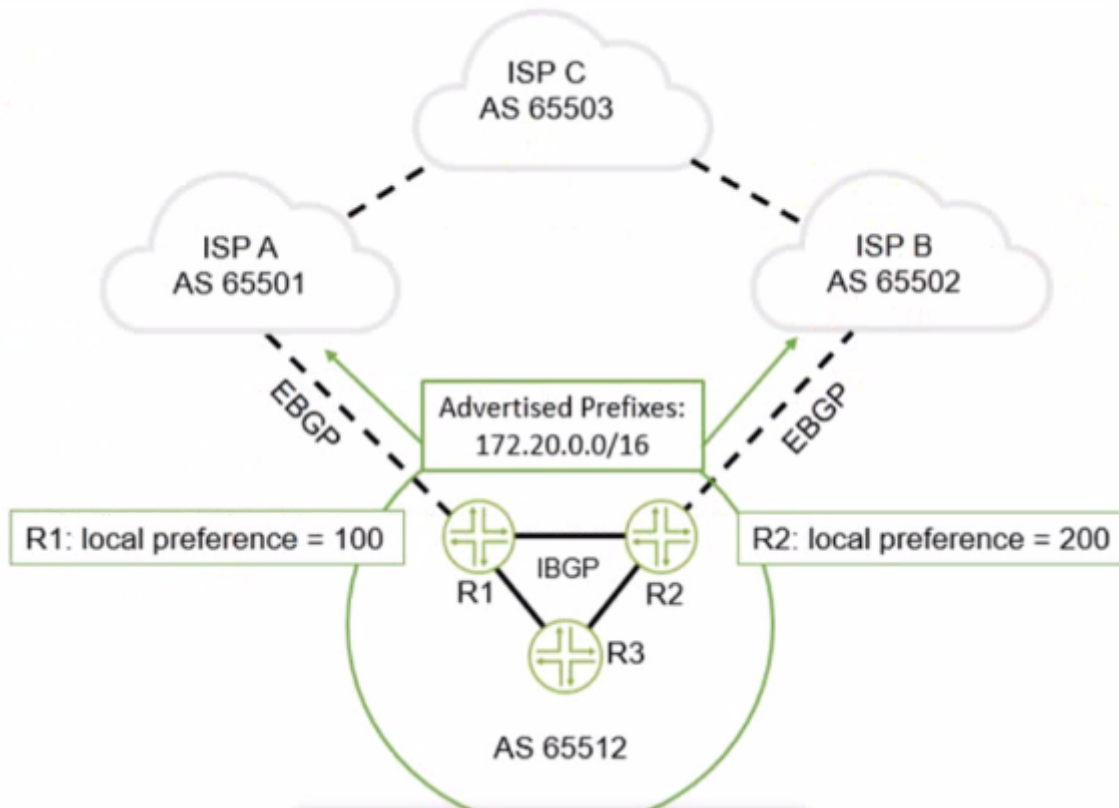 ISP C
AS 65503
ISP A
AS 65501
ISP B
AS 65502
EBGP
Advertised Prefixes:
172.20.0.0/16
EBGP
R1: local preference = 100
R2: local preference = 200
IBGP
R1
R2
R3
AS 65512